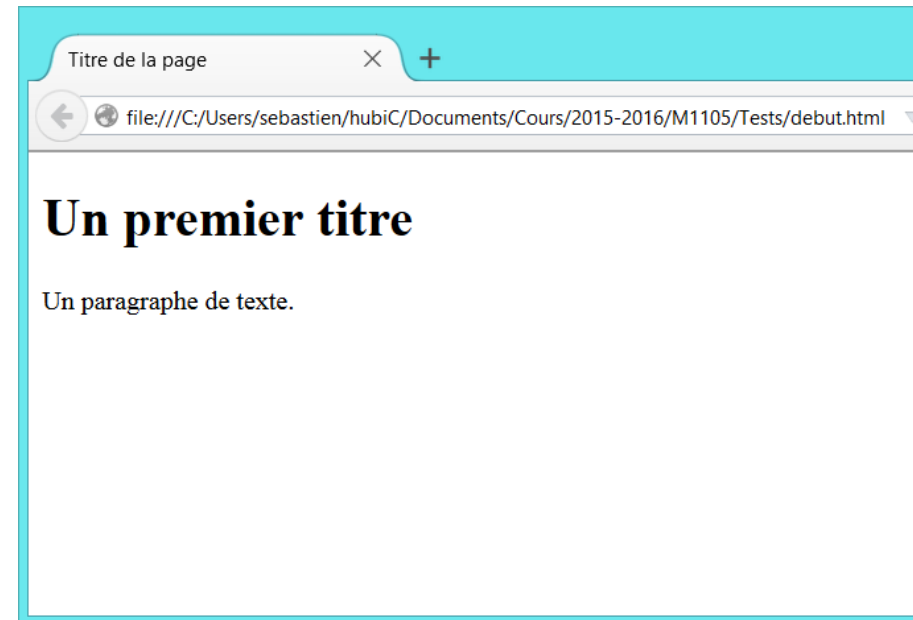 Titre de la page
file:///C:/Users/sebastien/hubiC/Documents/Cours/2015-2016/M1105/Tests/debut.html
Un premier titre
Un paragraphe de texte.